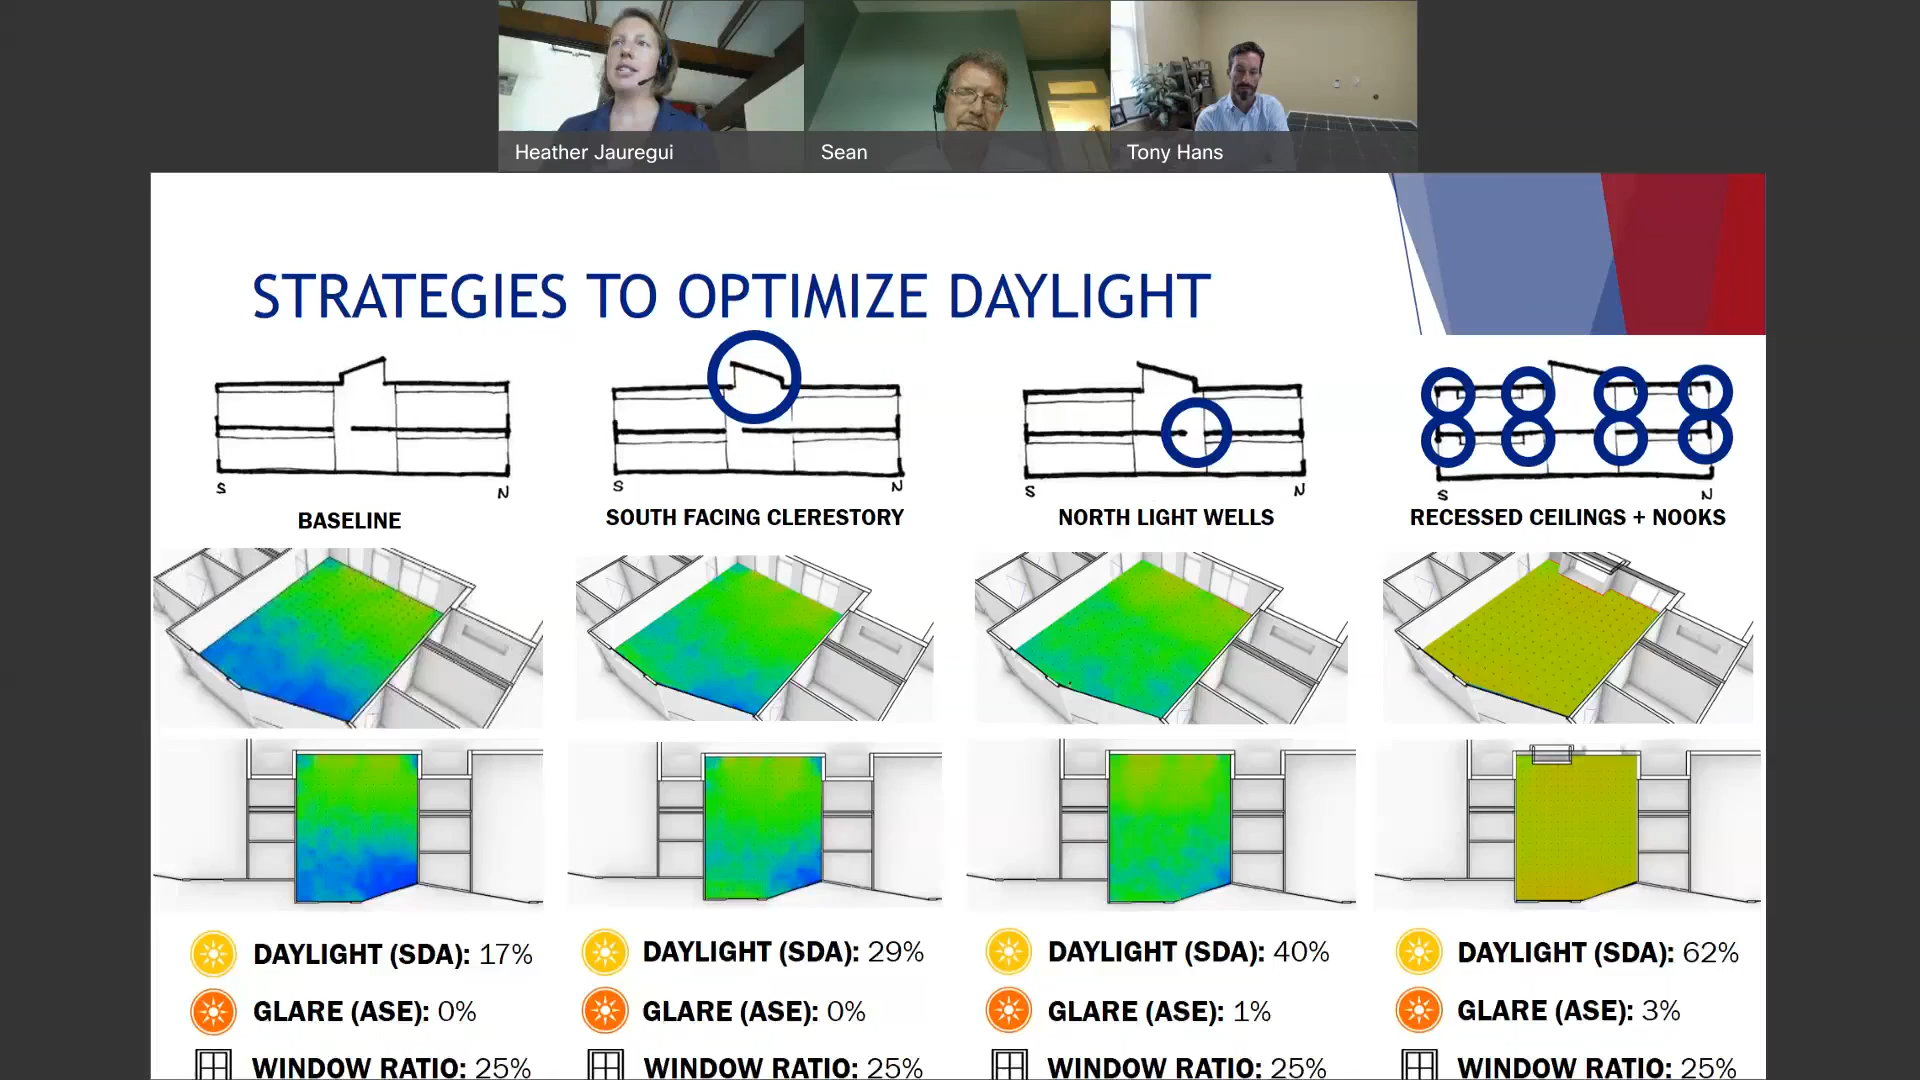 Heather Jauregui
Sean
Tony Hans
STRATEGIES TO OPTIMIZE DAYLIGHT
S N
S N
S N
S N
BASELINE
SOUTH FACING CLERESTORY
NORTH LIGHT WELLS
RECESSED CEILINGS + NOOKS
DAYLIGHT (SDA): 17%
DAYLIGHT (SDA): 29%
DAYLIGHT (SDA): 40%
DAYLIGHT (SDA): 62%
GLARE (ASE): 0%
GLARE (ASE): 0%
GLARE (ASE): 1%
GLARE (ASE): 3%
WINDOW RATIO: 25%
WINDOW RATIO: 25%
WINDOW RATIO: 25%
WINDOW RATIO: 25%